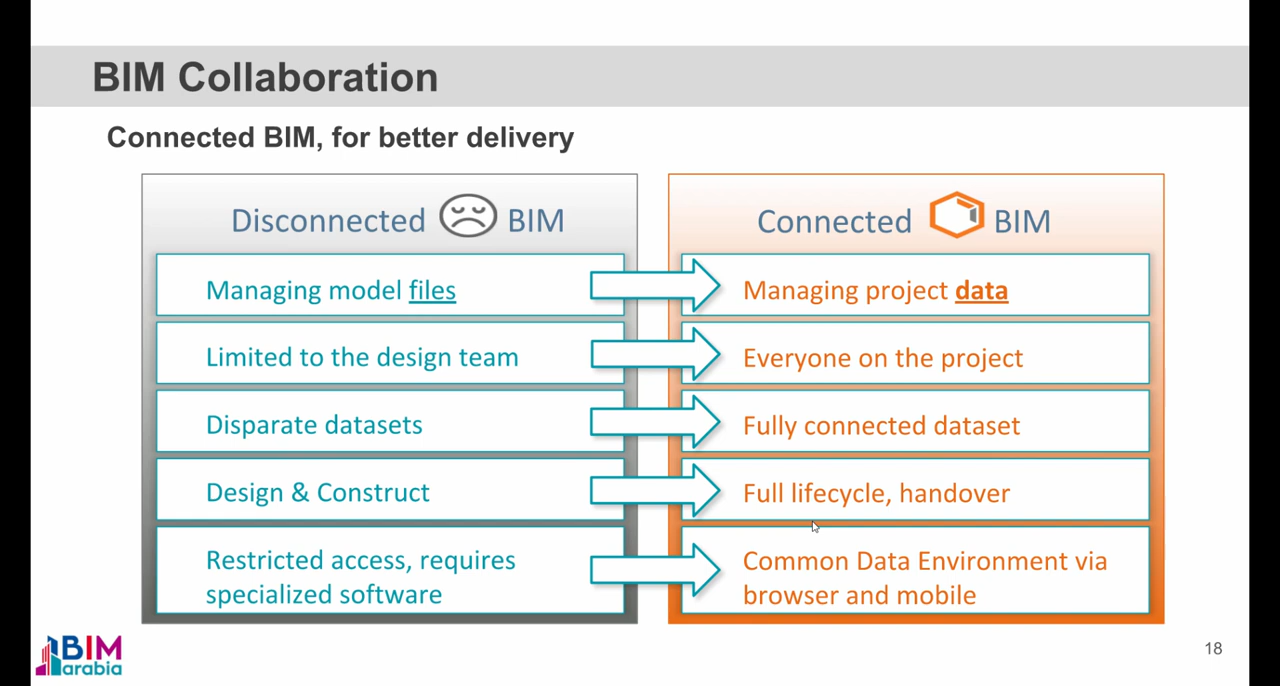 BIM Collaboration
Connected BIM, for better delivery
Disconnected BIM
Connected BIM
Managing model files
Managing project data
Limited to the design team
Everyone on the project
Disparate datasets
Fully connected dataset
Design & Construct
Full lifecycle, handover
Restricted access, requires
specialized software
Common Data Environment via
browser and mobile
BIM
arabia
18